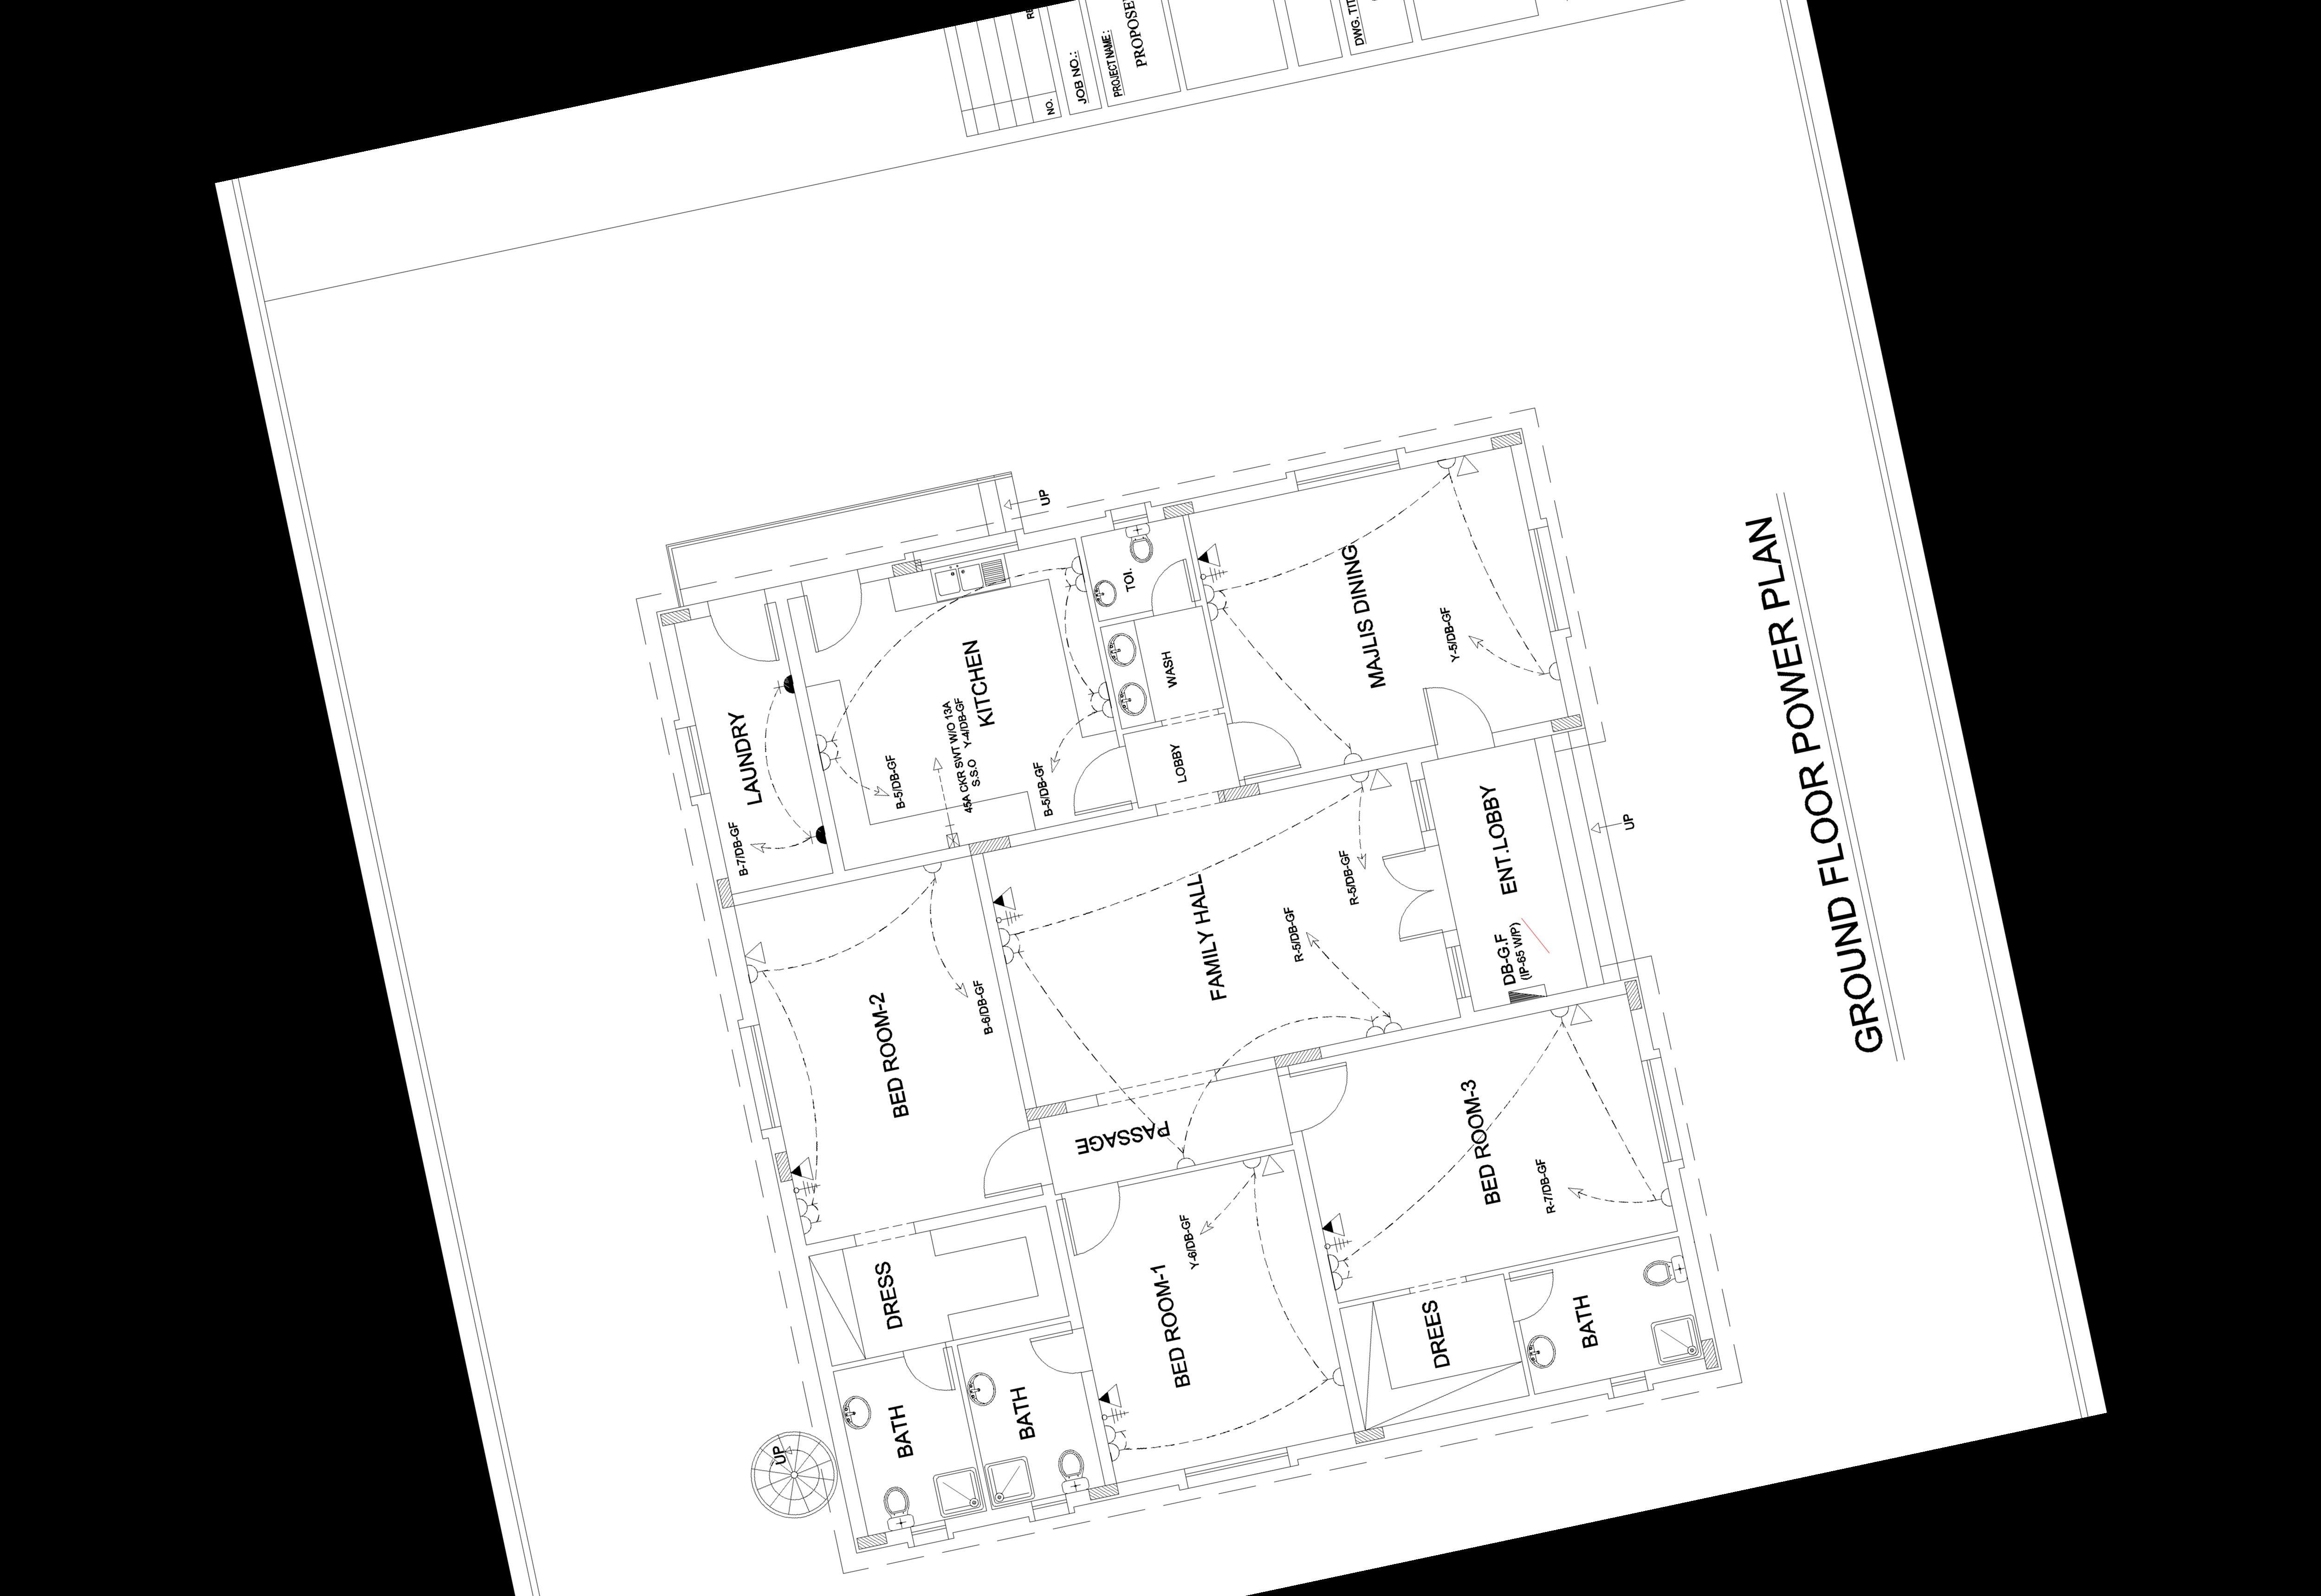 NO.
JOB NO.:
PROJECT NAME :
LAUNDRY
B-7/DB-GF
B-5/DB-GF
45A CKR SWT W/O 13A
S.S.O Y-4/DB-GF
KITCHEN
B-5/DB-GF
UP
TOI.
WASH
LOBBY
MAJLIS DINING
Y-5/DB-GF
BED ROOM-2
B-6/DB-GF
FAMILY HALL
R-5/DB-GF
R-5/DB-GF
ENT.LOBBY
DB-G.F
(IP-65 W/P)
UP
PASSAGE
DRESS
BATH
BATH
UP
BED ROOM-1
Y-6/DB-GF
BED ROOM-3
R-7/DB-GF
DREES
BATH
GROUND FLOOR POWER PLAN